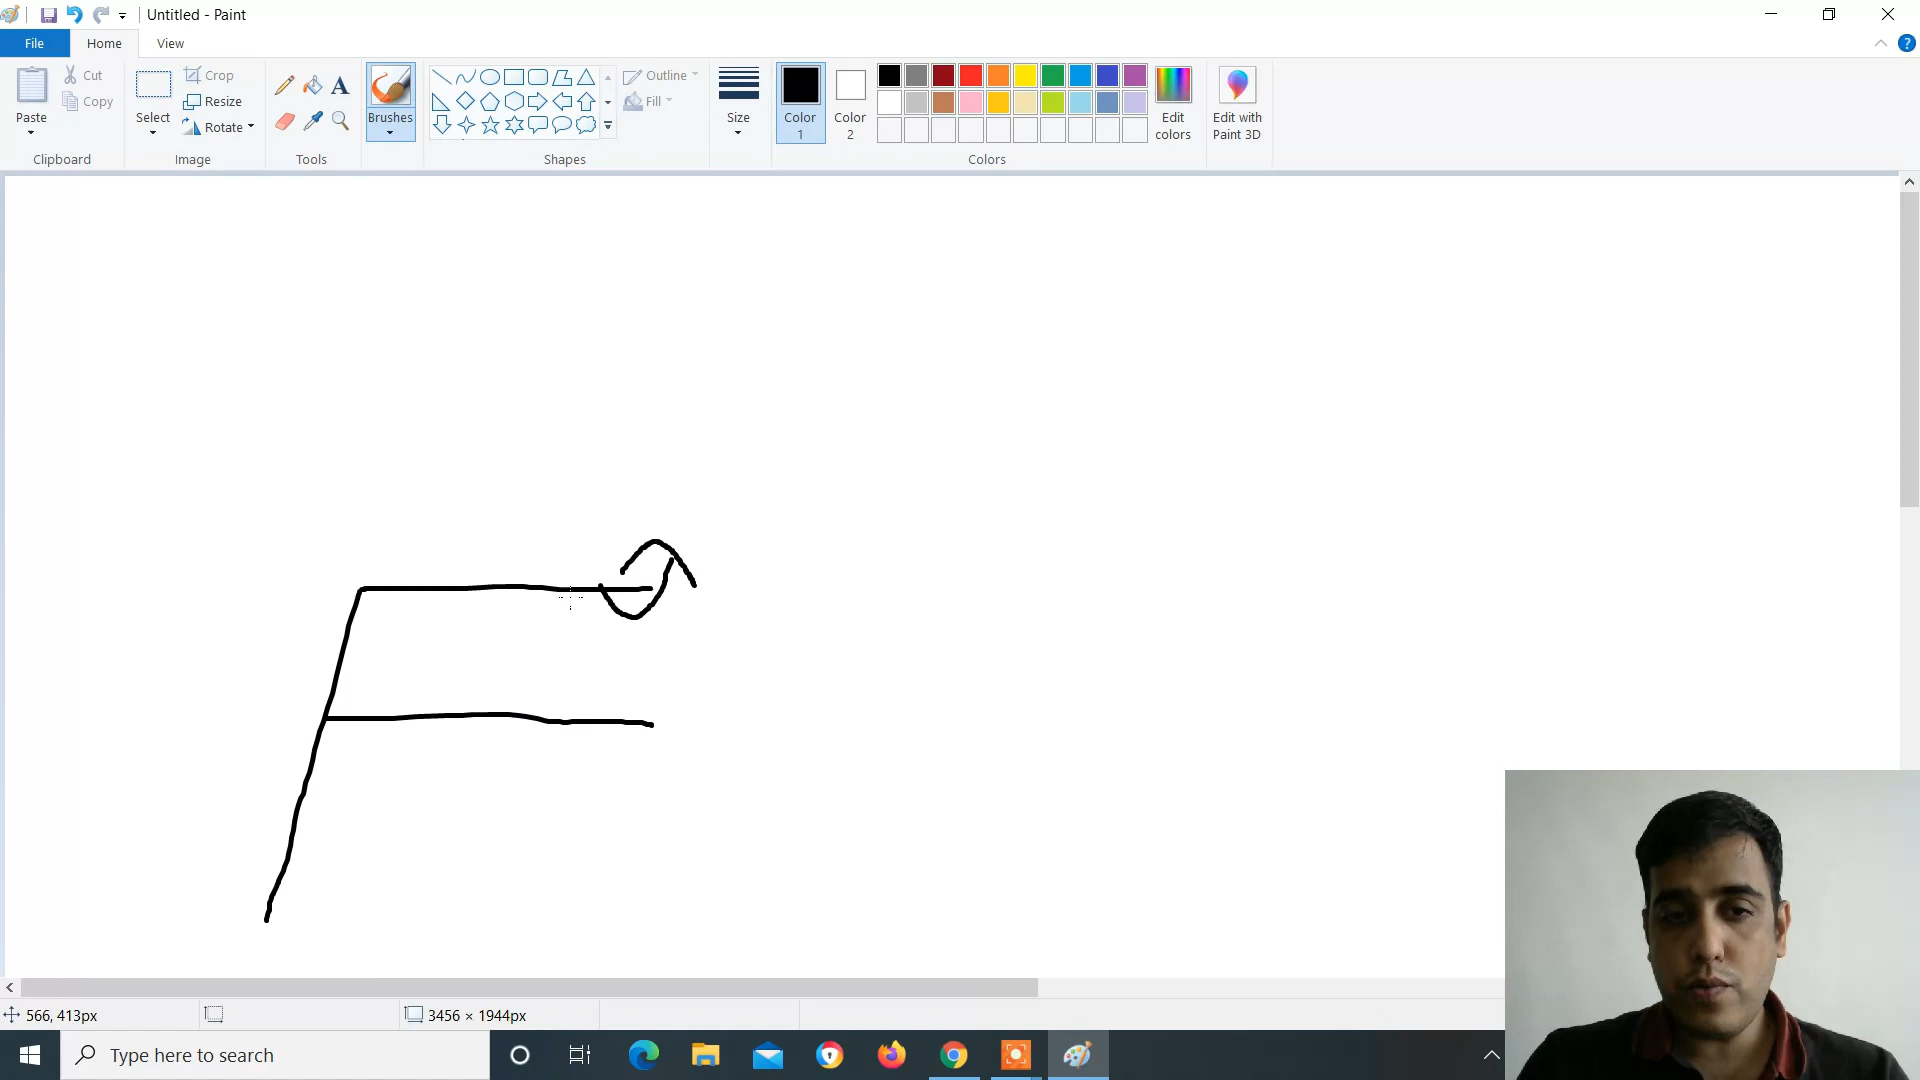 Untitled - Paint
File Home View
Paste
Cut
Copy
Clipboard
Select
Crop
Resize
Rotate
Image
Tools
Brushes
Shapes
Outline
Fill
Size
Color 1
Color 2
Colors
Edit colors
Edit with Paint 3D
566, 413px
3456 × 1944px
Type here to search